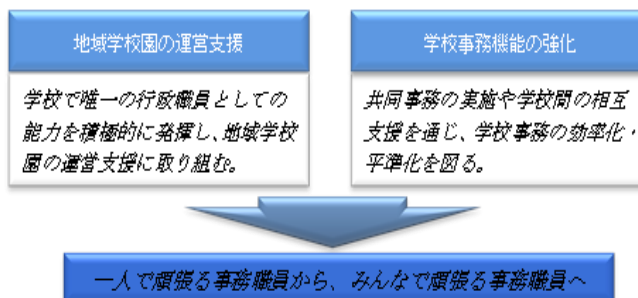 地域学校園の運営支援
学校で唯一の行政職員としての
能力を積極的に発揮し、地域学校
園の運営支援に取り組む。
学校事務機能の強化
共同事務の実施や学校間の相互
支援を通じ、学校事務の効率化・
平準化を図る。
一人で頑張る事務職員から、みんなで頑張る事務職員へ